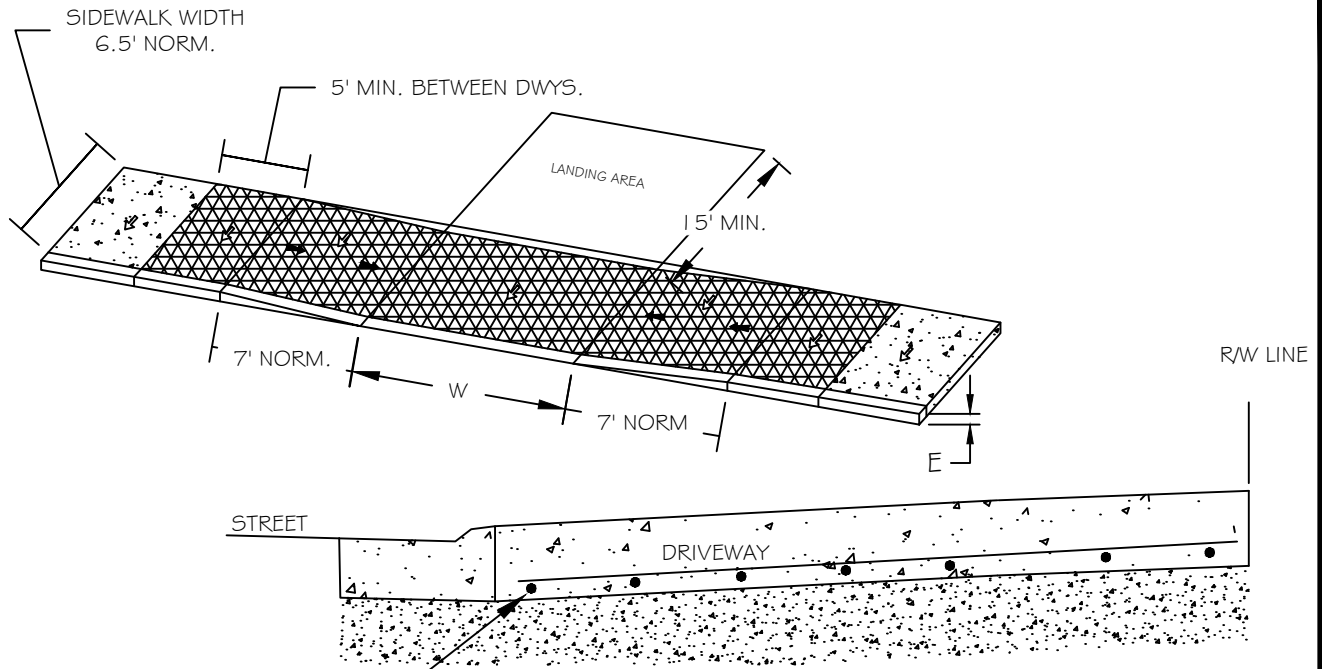 SIDEWALK WIDTH
6.5' NORM.
5' MIN. BETWEEN DWYS.
LANDING AREA
15' MIN.
7' NORM.
W
7' NORM
E
R/W LINE
STREET
DRIVEWAY